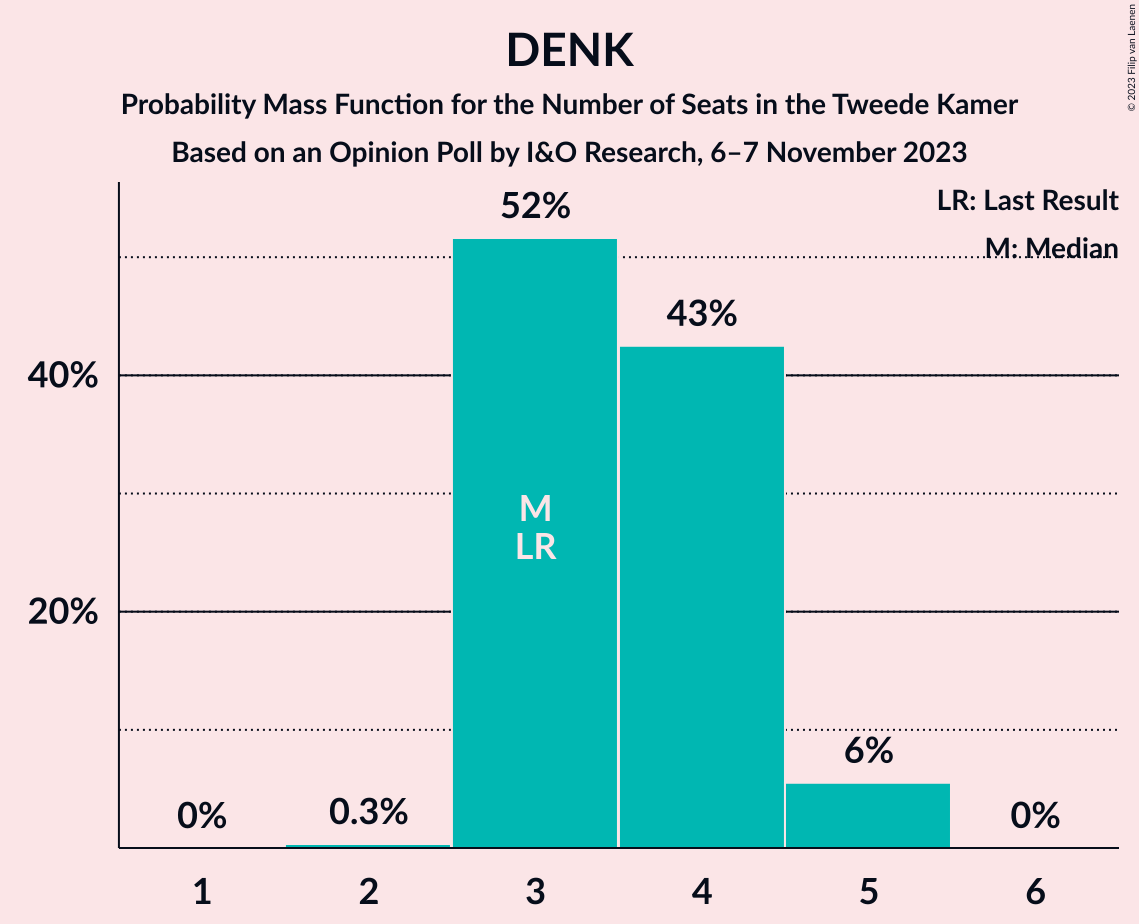 DENK
Probability Mass Function for the Number of Seats in the Tweede Kamer
Based on an Opinion Poll by I&O Research, 6–7 November 2023
© 2023 Filip van Laenen
LR: Last Result
M: Median
52%
43%
40%
M
LR
20%
6%
0%
0.3%
0%
1
2
3
4
5
6